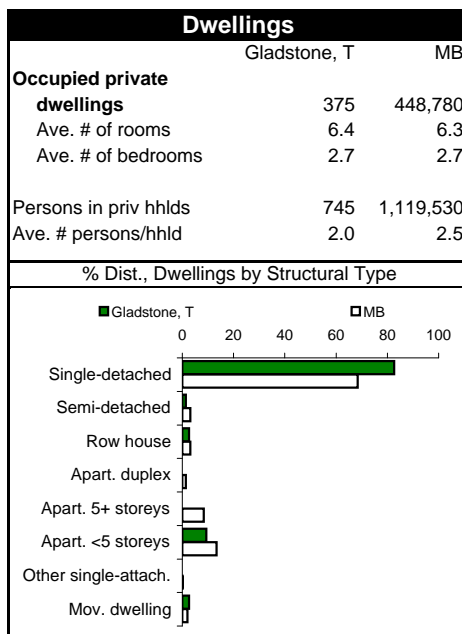 Dwellings
Gladstone, T MB
Occupied private
dwellings 375 448,780
Ave. # of rooms 6.4 6.3
Ave. # of bedrooms 2.7 2.7
Persons in priv hhlds 745 1,119,530
Ave. # persons/hhld 2.0 2.5
% Dist., Dwellings by Structural Type
Gladstone, T MB
0 20 40 60 80 100
Single-detached
Semi-detached
Row house
Apart. duplex
Apart. 5+ storeys
Apart. <5 storeys
Other single-attach.
Mov. dwelling